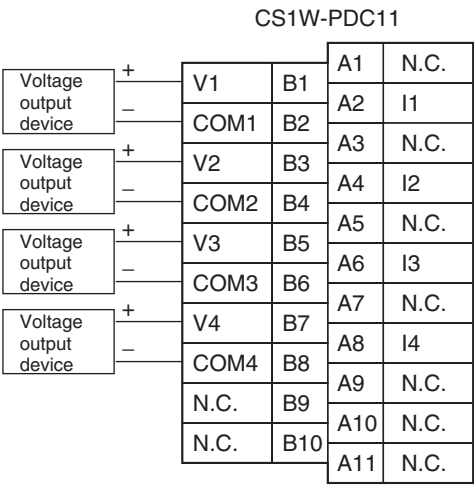 CS1W-PDC11
Voltage
output
device
+
–
Voltage
output
device
+
–
Voltage
output
device
+
–
Voltage
output
device
+
–
V1 B1
COM1 B2
V2 B3
COM2 B4
V3 B5
COM3 B6
V4 B7
COM4 B8
N.C. B9
N.C. B10
A1 N.C.
A2 I1
A3 N.C.
A4 I2
A5 N.C.
A6 I3
A7 N.C.
A8 I4
A9 N.C.
A10 N.C.
A11 N.C.